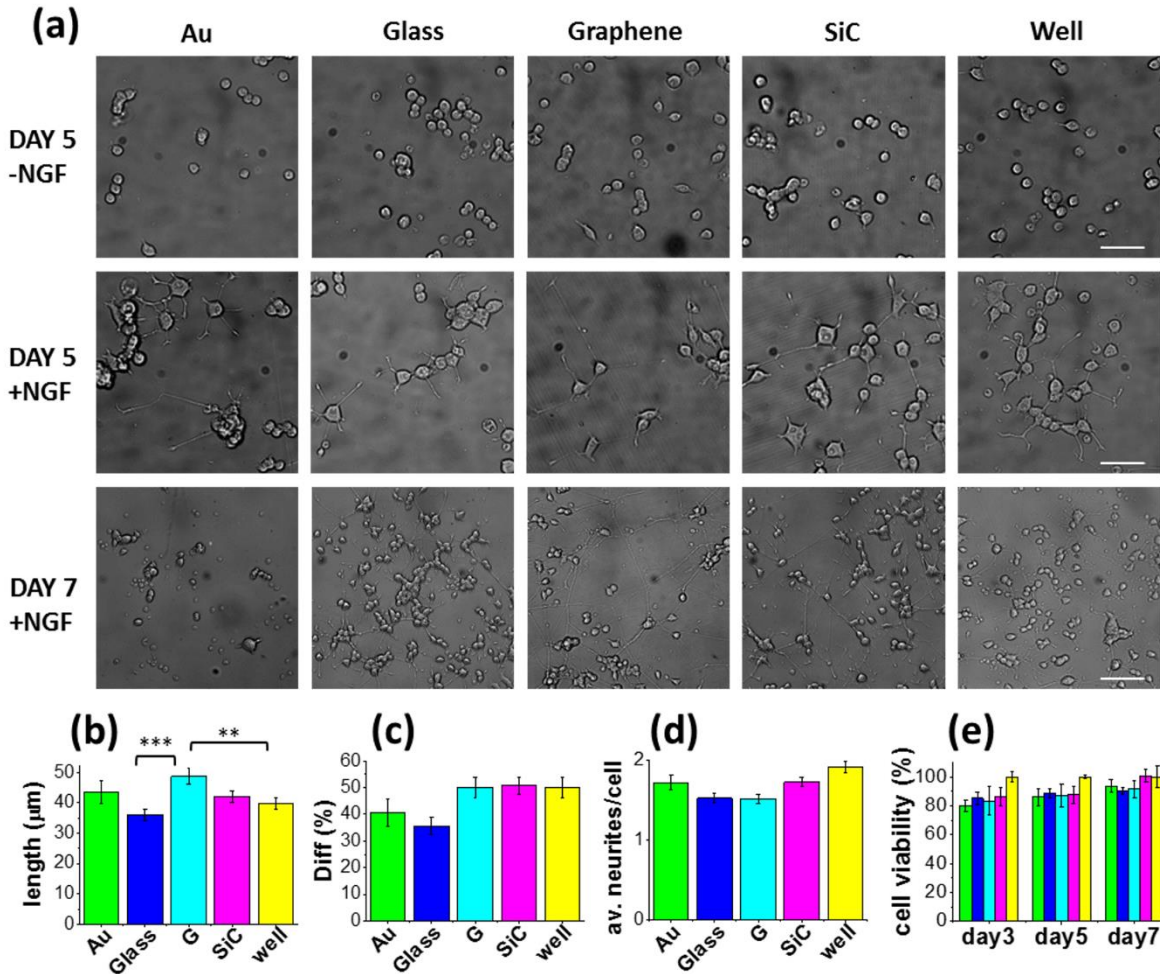 (a)
Au Glass Graphene SiC Well
DAY 5
-NGF
DAY 5
+NGF
DAY 7
+NGF
(b) (c) (d) (e)
***
**
length (µm)
50
40
30
20
10
0
Au Glass G SiC well
Diff (%)
60
50
40
30
20
10
0
Au Glass G SiC well
av. neurites/cell
2
1
0
Au Glass G SiC well
cell viability (%)
100
80
60
40
20
0
day3 day5 day7